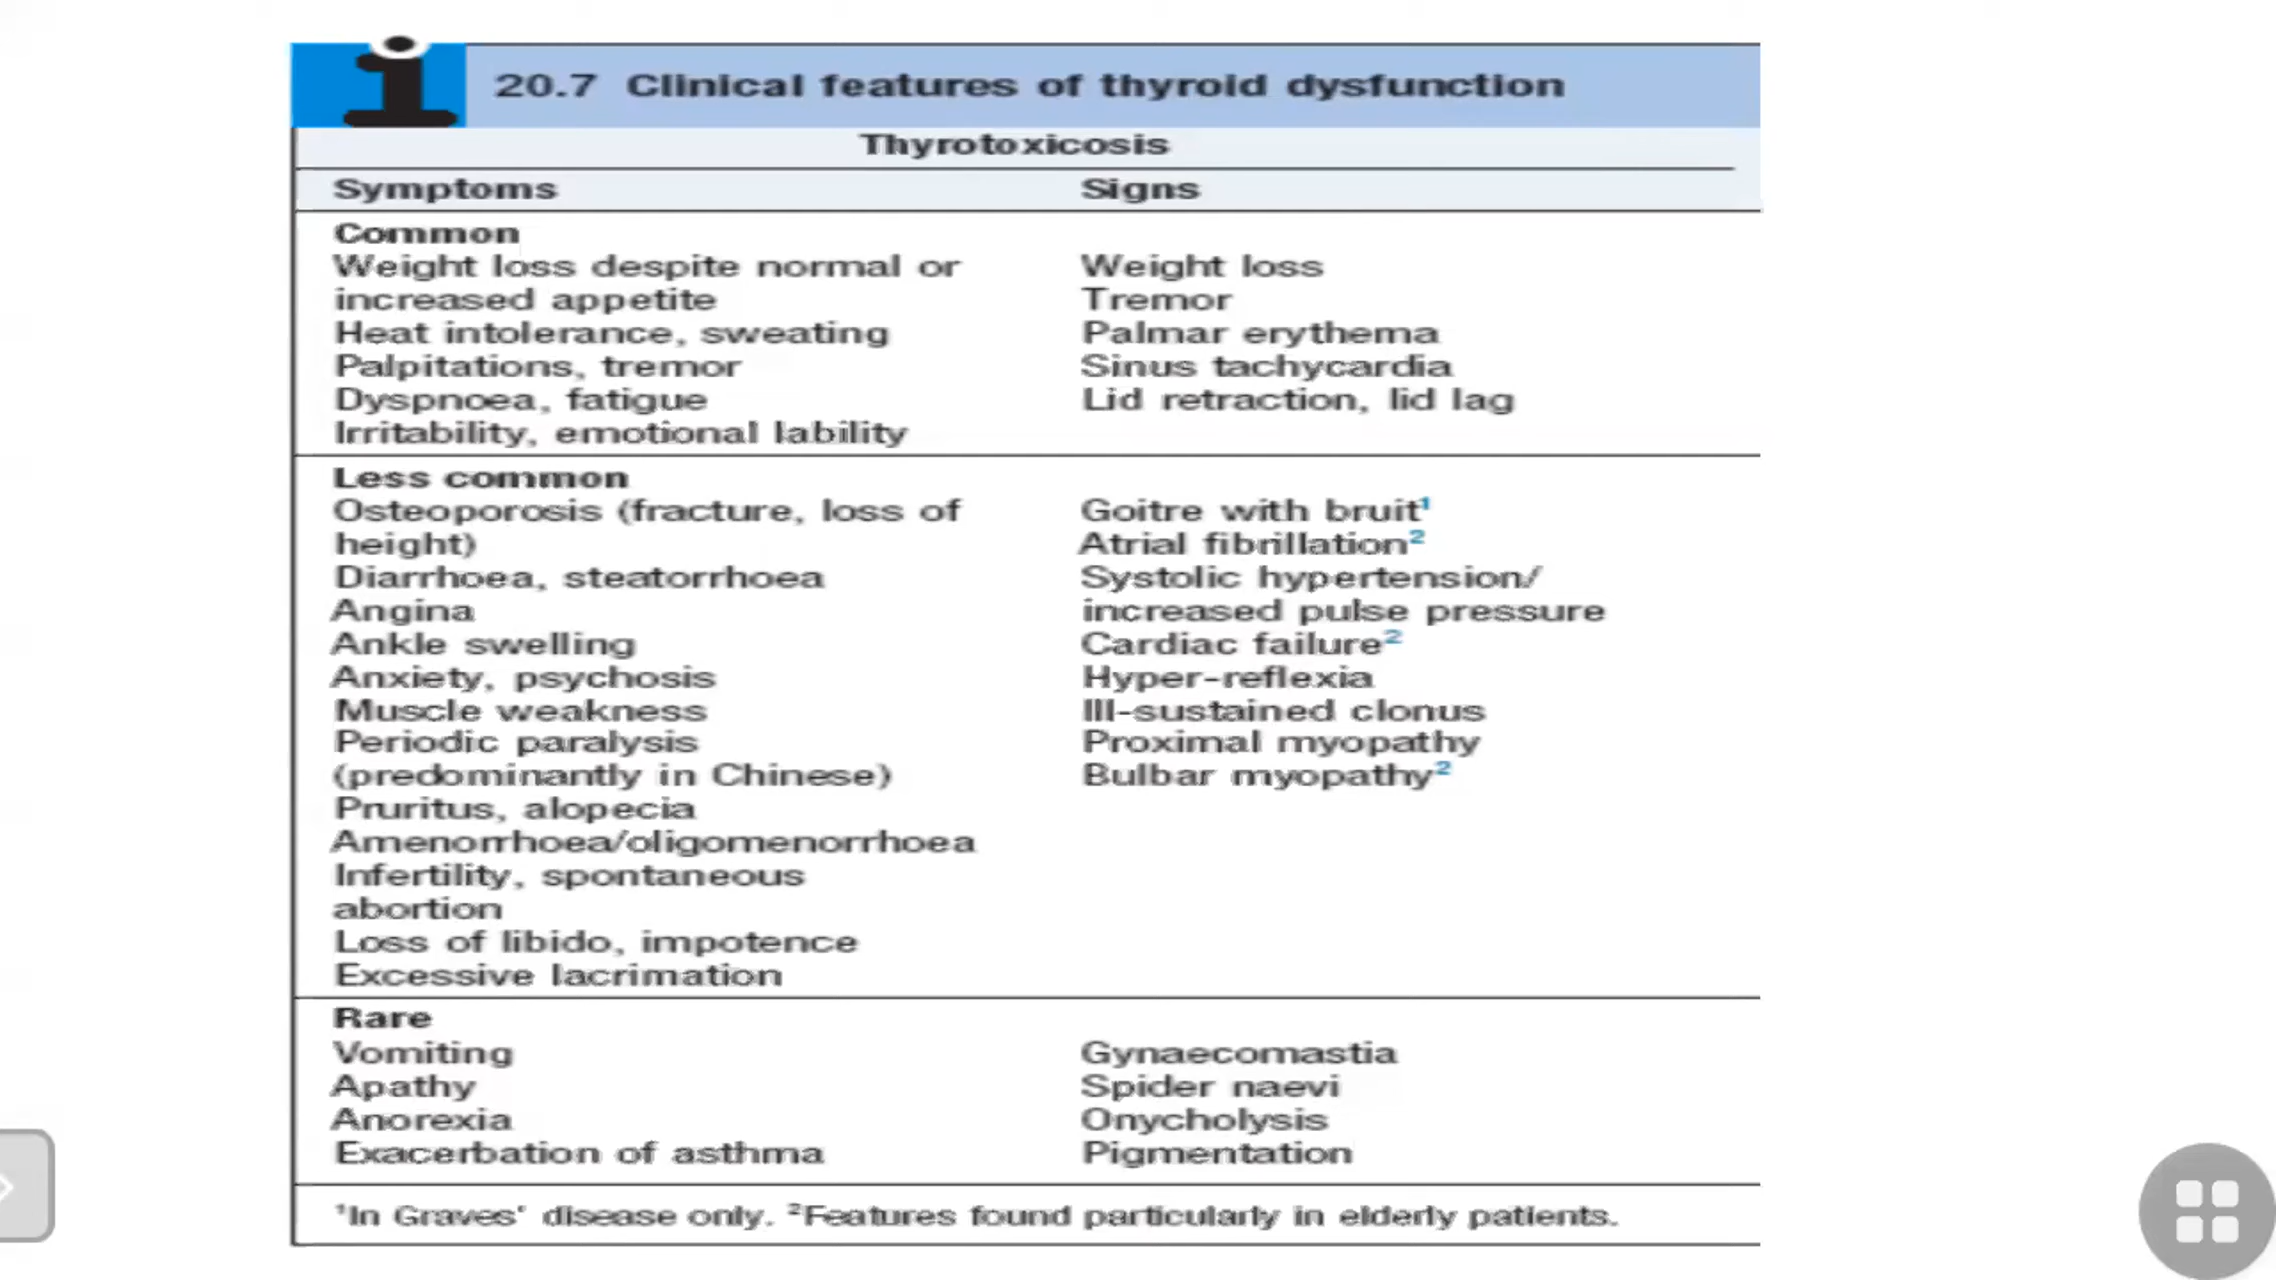 20.7 Clinical features of thyroid dysfunction
Thyrotoxicosis
Symptoms
Signs
Common
Weight loss despite normal or
increased appetite
Heat intolerance, sweating
Palpitations, tremor
Dyspnoea, fatigue
Irritability, emotional lability
Weight loss
Tremor
Palmar erythema
Sinus tachycardia
Lid retraction, lid lag
Less common
Osteoporosis (fracture, loss of
height)
Diarrhoea, steatorrhoea
Angina
Ankle swelling
Anxiety, psychosis
Muscle weakness
Periodic paralysis
(predominantly in Chinese)
Pruritus, alopecia
Amenorrhoea/oligomenorrhoea
Infertility, spontaneous
abortion
Loss of libido, impotence
Excessive lacrimation
Goitre with bruit¹
Atrial fibrillation²
Systolic hypertension/
increased pulse pressure
Cardiac failure²
Hyper-reflexia
Ill-sustained clonus
Proximal myopathy
Bulbar myopathy²
Rare
Vomiting
Apathy
Anorexia
Exacerbation of asthma
Gynaecomastia
Spider naevi
Onycholysis
Pigmentation
¹In Graves' disease only. ²Features found particularly in elderly patients.